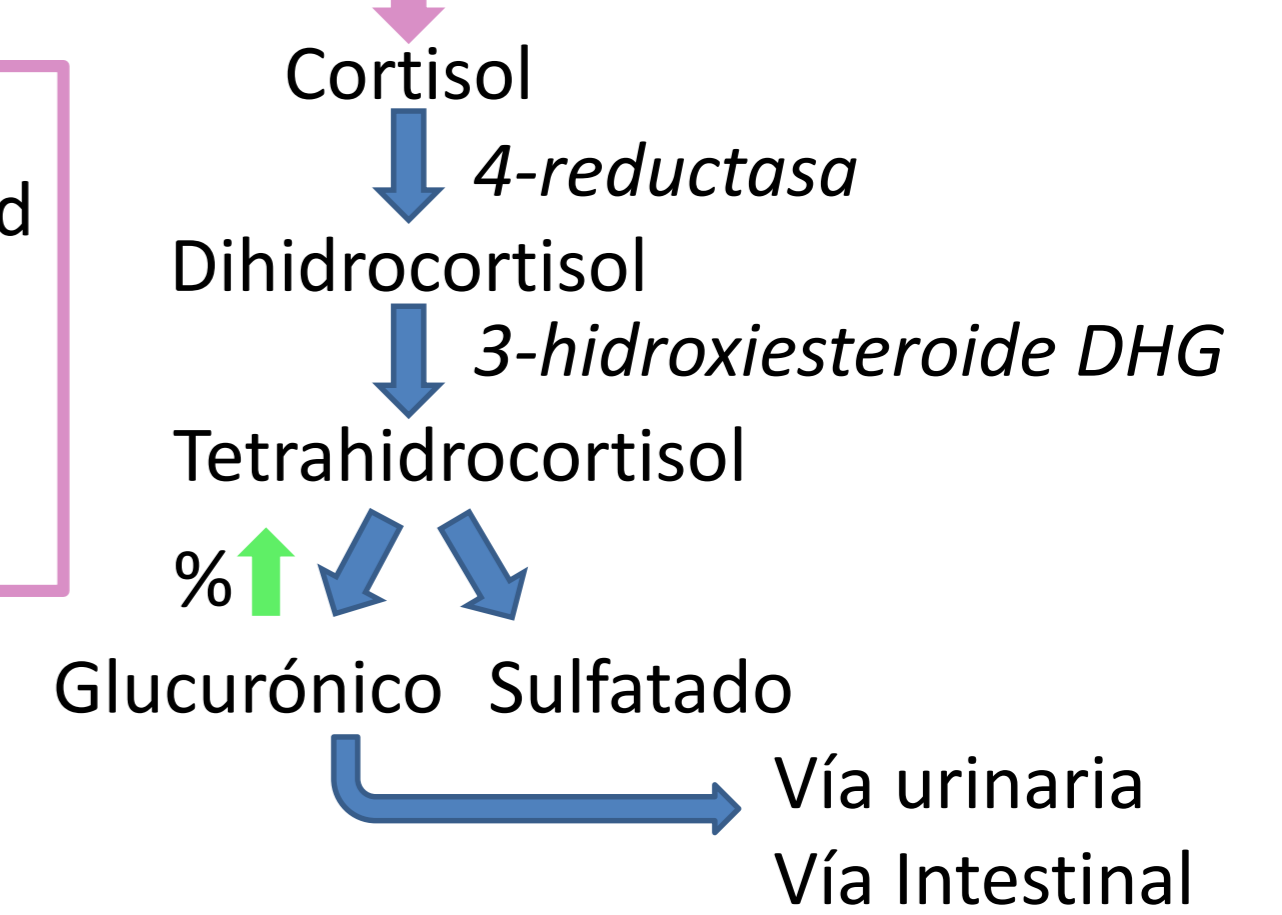 Cortisol
4-reductasa
d
Dihidrocortisol
3-hidroxiesteroide DHG
Tetrahidrocortisol
%
Glucurónico Sulfatado
Vía urinaria
Vía Intestinal